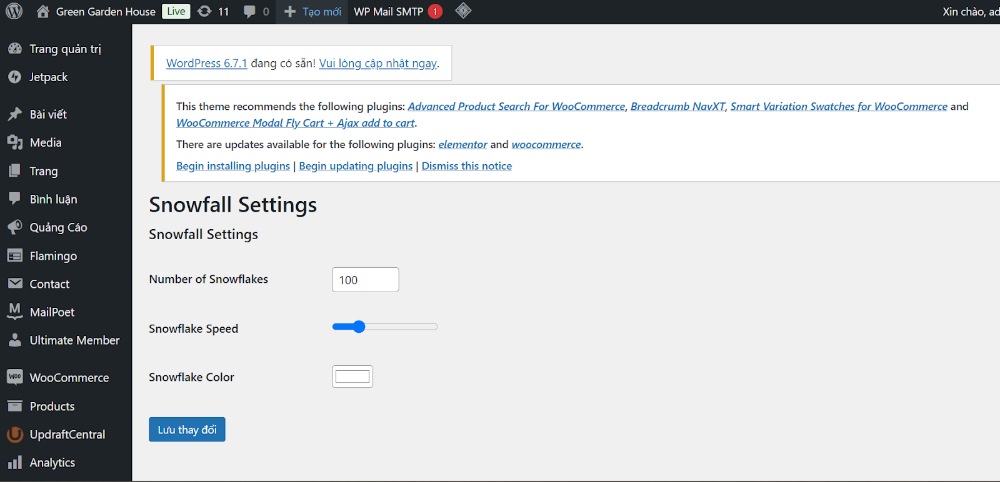 Green Garden House Live 11 0 + Tạo mới WP Mail SMTP 1 Xin chào, ad
Trang quản trị
Jetpack
Bài viết
Media
Trang
Bình luận
Quảng Cáo
Flamingo
Contact
M MailPoet
Ultimate Member
Woo WooCommerce
Products
UpdraftCentral
Analytics
WordPress 6.7.1 đang có sẵn! Vui lòng cập nhật ngay.
This theme recommends the following plugins: Advanced Product Search For WooCommerce, Breadcrumb NavXT, Smart Variation Swatches for WooCommerce and
WooCommerce Modal Fly Cart + Ajax add to cart.
There are updates available for the following plugins: elementor and woocommerce.
Begin installing plugins | Begin updating plugins | Dismiss this notice
Snowfall Settings
Snowfall Settings
Number of Snowflakes 100
Snowflake Speed
Snowflake Color
Lưu thay đổi